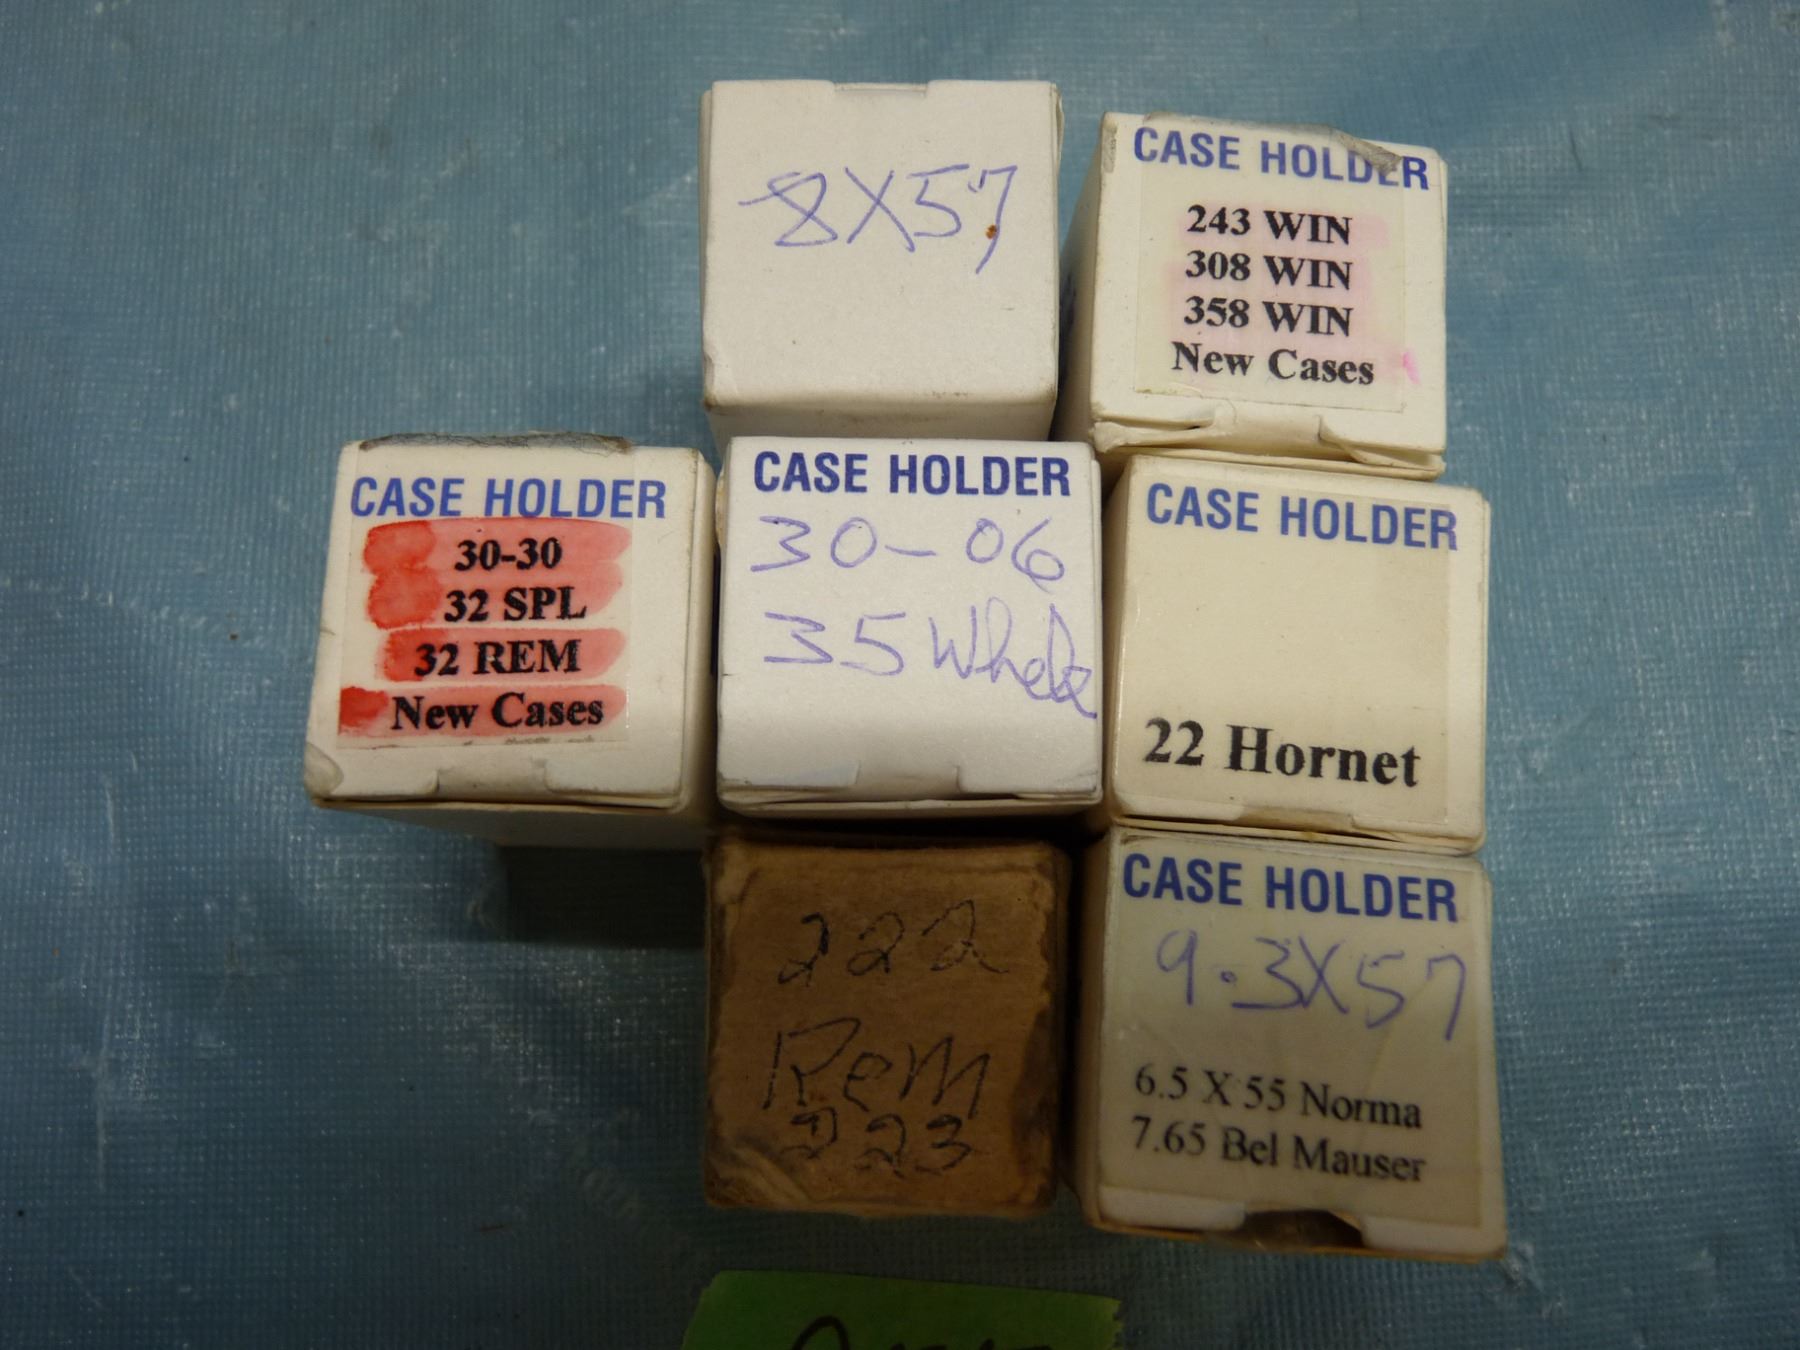 8X57
CASE HOLDER
243 WIN
308 WIN
358 WIN
New Cases
CASE HOLDER
30-30
32 SPL
32 REM
New Cases
CASE HOLDER
30-06
35
CASE HOLDER
22 Hornet
222
Rem
223
CASE HOLDER
9.3X57
6.5 X 55 Norma
7.65 Bel Mauser